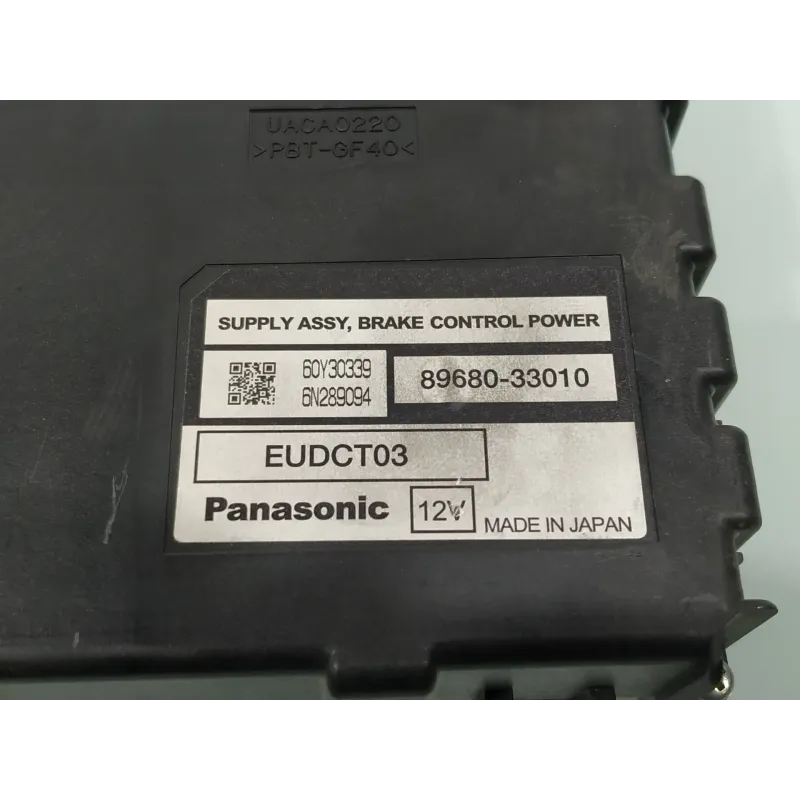 UACA0220
>PBT-GF40<
SUPPLY ASSY, BRAKE CONTROL POWER
60Y30339
6N289094
89680-33010
EUDCT03
Panasonic 12V MADE IN JAPAN